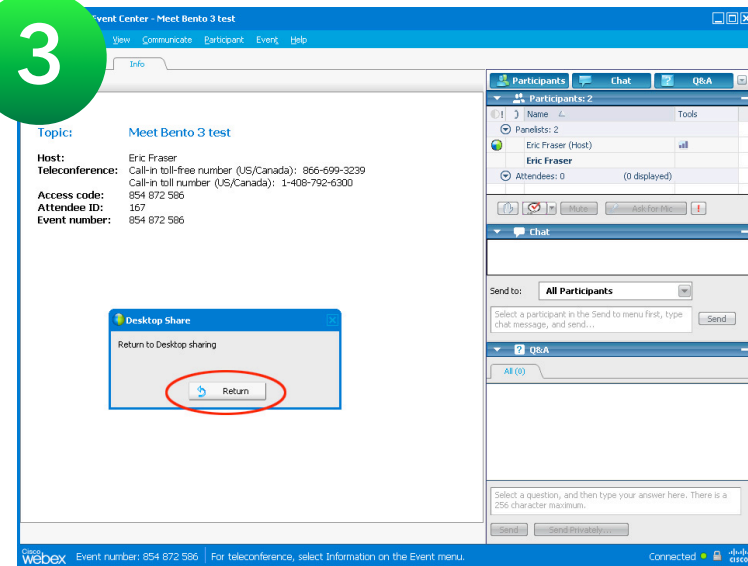 3
vent Center - Meet Bento 3 test
View Communicate Participant Event Help
Info
Topic: Meet Bento 3 test
Host: Eric Fraser
Teleconference: Call-in toll-free number (US/Canada): 866-699-3239
Call-in toll number (US/Canada): 1-408-792-6300
Access code: 854 872 586
Attendee ID: 167
Event number: 854 872 586
Desktop Share
Return to Desktop sharing
Return
Participants Chat ? Q&A
Participants: 2
Name Tools
Panelists: 2
Eric Fraser (Host)
Eric Fraser
Attendees: 0 (0 displayed)
Mute Ask for Mic !
Chat
Send to: All Participants
Select a participant in the Send to menu first, type
chat message, and send...
Send
? Q&A
All (0)
Select a question, and then type your answer here. There is a
256 character maximum.
Send Send Privately...
Cisco
webex Event number: 854 872 586 For teleconference, select Information on the Event menu. Connected
cisco